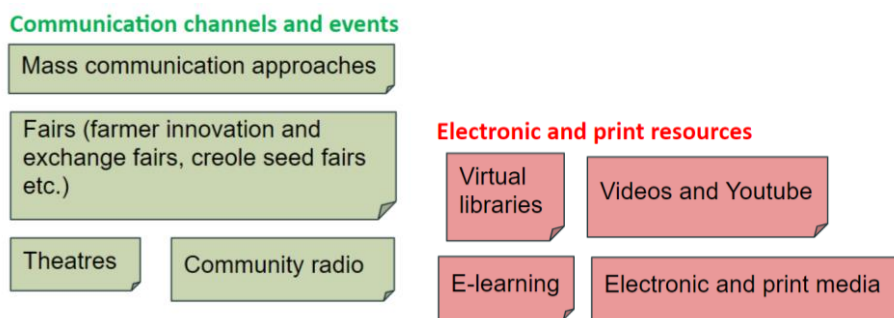 Communication channels and events
Mass communication approaches
Fairs (farmer innovation and
exchange fairs, creole seed fairs
etc.)
Theatres
Community radio
Electronic and print resources
Virtual
libraries
Videos and Youtube
E-learning
Electronic and print media